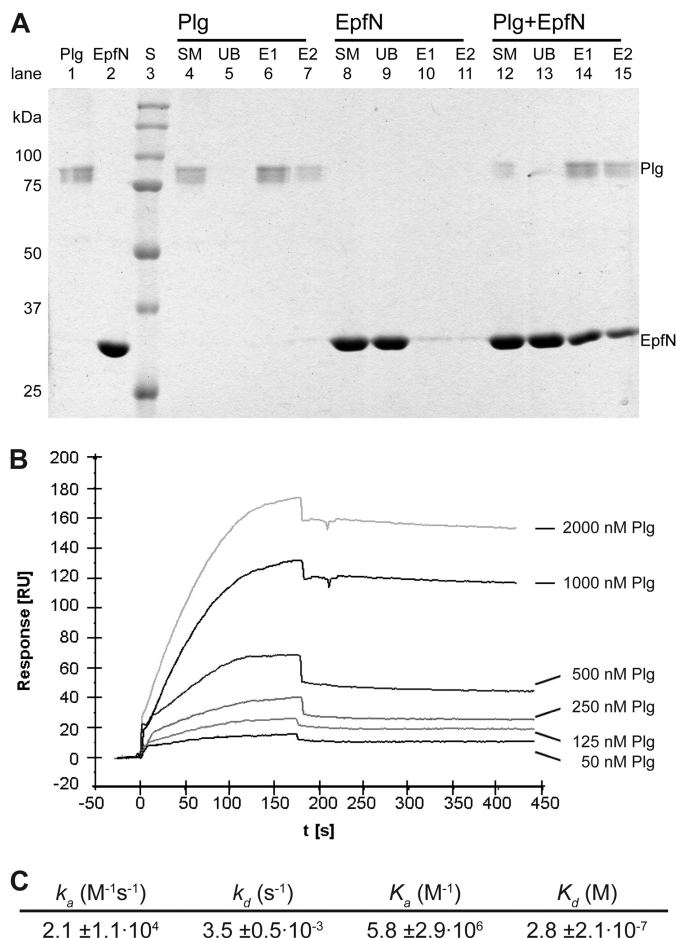 A
Plg EpfN Plg+EpfN
Plg EpfN S SM UB E1 E2 SM UB E1 E2 SM UB E1 E2
lane 1 2 3 4 5 6 7 8 9 10 11 12 13 14 15
kDa
100
Plg
75
50
37
EpfN
25
B
200
180
160
2000 nM Plg
140
120
1000 nM Plg
100
80
60
500 nM Plg
40
250 nM Plg
20
125 nM Plg
0
50 nM Plg
-20
Response [RU]
-50 0 50 100 150 200 250 300 350 400 450
t [s]
C
kₐ (M⁻¹s⁻¹) k_d (s⁻¹) Kₐ (M⁻¹) K_d (M)
2.1 ±1.1·10⁴ 3.5 ±0.5·10⁻³ 5.8 ±2.9·10⁶ 2.8 ±2.1·10⁻⁷